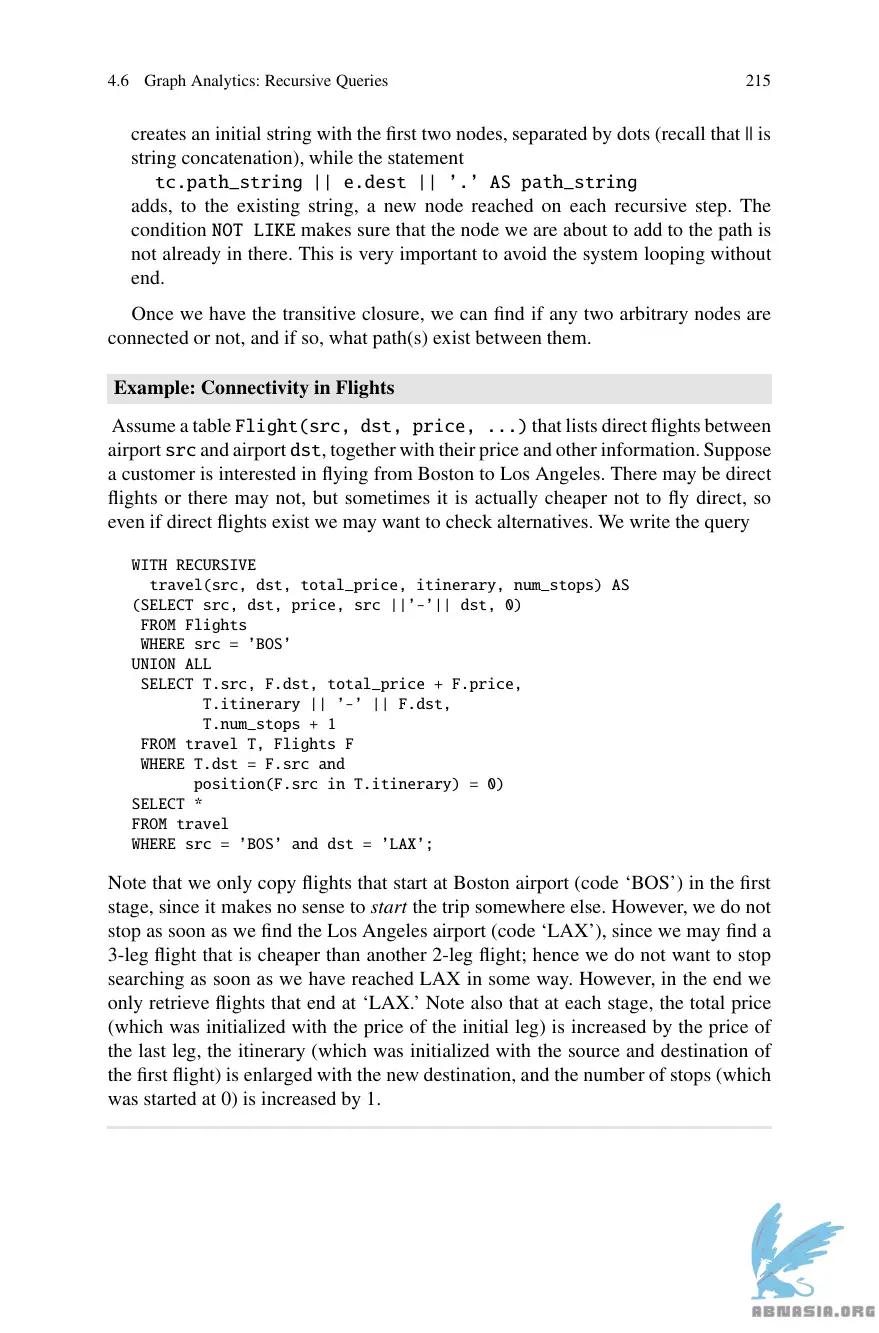 4.6 Graph Analytics: Recursive Queries 215
creates an initial string with the first two nodes, separated by dots (recall that || is
string concatenation), while the statement
tc.path_string || e.dest || ’.’ AS path_string
adds, to the existing string, a new node reached on each recursive step. The
condition NOT LIKE makes sure that the node we are about to add to the path is
not already in there. This is very important to avoid the system looping without
end.
Once we have the transitive closure, we can find if any two arbitrary nodes are
connected or not, and if so, what path(s) exist between them.
Example: Connectivity in Flights
Assume a table Flight(src, dst, price, ...) that lists direct flights between
airport src and airport dst, together with their price and other information. Suppose
a customer is interested in flying from Boston to Los Angeles. There may be direct
flights or there may not, but sometimes it is actually cheaper not to fly direct, so
even if direct flights exist we may want to check alternatives. We write the query
WITH RECURSIVE
travel(src, dst, total_price, itinerary, num_stops) AS
(SELECT src, dst, price, src ||’-’|| dst, 0)
FROM Flights
WHERE src = ’BOS’
UNION ALL
SELECT T.src, F.dst, total_price + F.price,
T.itinerary || ’-’ || F.dst,
T.num_stops + 1
FROM travel T, Flights F
WHERE T.dst = F.src and
position(F.src in T.itinerary) = 0)
SELECT *
FROM travel
WHERE src = ’BOS’ and dst = ’LAX’;
Note that we only copy flights that start at Boston airport (code ‘BOS’) in the first
stage, since it makes no sense to start the trip somewhere else. However, we do not
stop as soon as we find the Los Angeles airport (code ‘LAX’), since we may find a
3-leg flight that is cheaper than another 2-leg flight; hence we do not want to stop
searching as soon as we have reached LAX in some way. However, in the end we
only retrieve flights that end at ‘LAX.’ Note also that at each stage, the total price
(which was initialized with the price of the initial leg) is increased by the price of
the last leg, the itinerary (which was initialized with the source and destination of
the first flight) is enlarged with the new destination, and the number of stops (which
was started at 0) is increased by 1.
ABNASIA.ORG